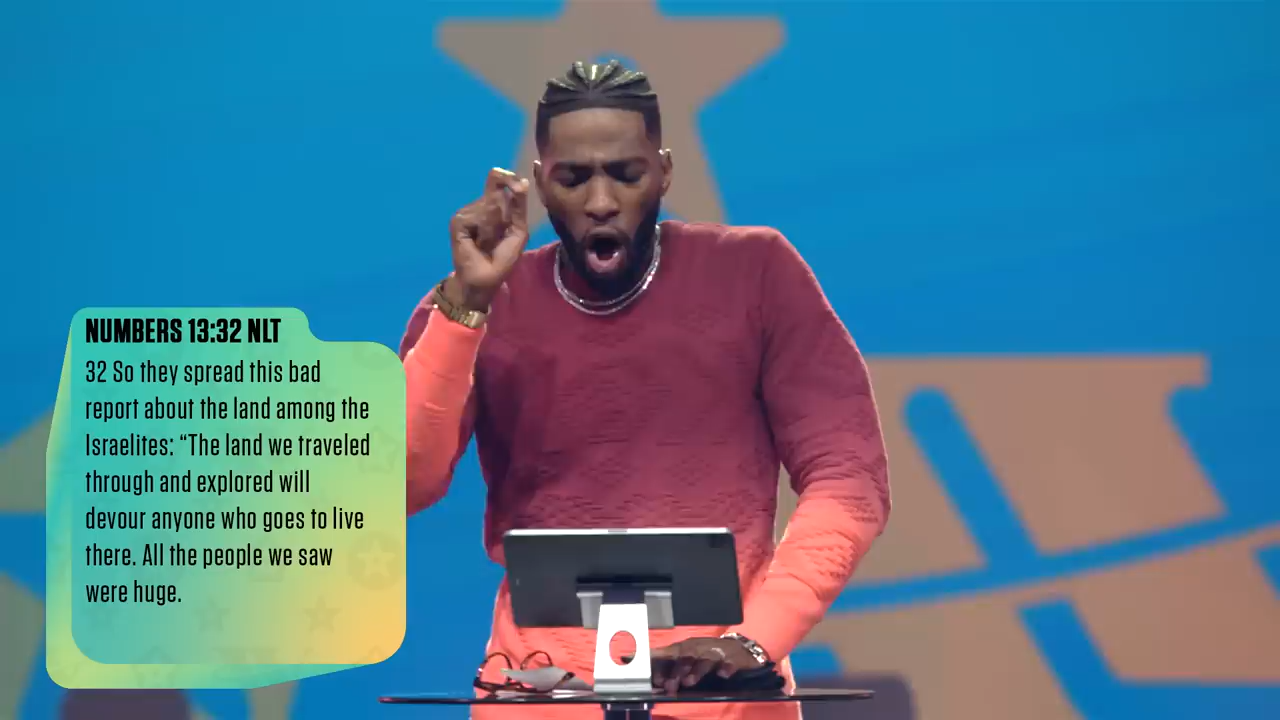 NUMBERS 13:32 NLT
32 So they spread this bad
report about the land among the
Israelites: “The land we traveled
through and explored will
devour anyone who goes to live
there. All the people we saw
were huge.